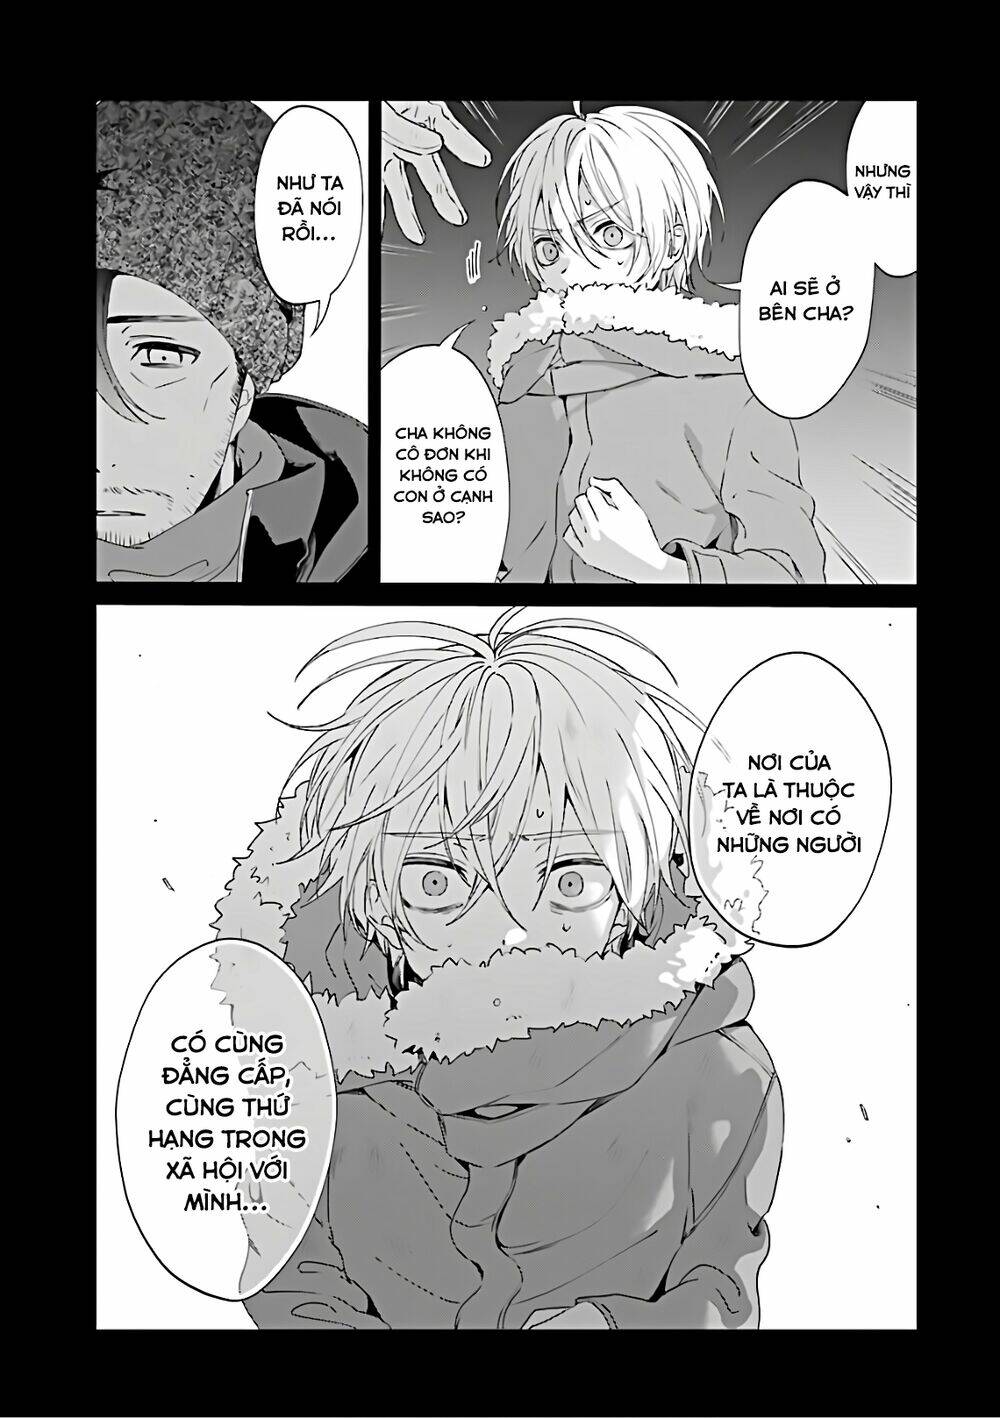 NHƯNG
VẬY THÌ
AI SẼ Ở
BÊN CHA?
CHA KHÔNG
CÔ ĐƠN KHI
KHÔNG CÓ
CON Ở CẠNH
SAO?
NHƯ TA
ĐÃ NÓI
RỒI...
NƠI CỦA
TA LÀ THUỘC
VỀ NƠI CÓ
NHỮNG NGƯỜI
CÓ CÙNG
ĐẲNG CẤP,
CÙNG THỨ
HẠNG TRONG
XÃ HỘI VỚI
MÌNH...